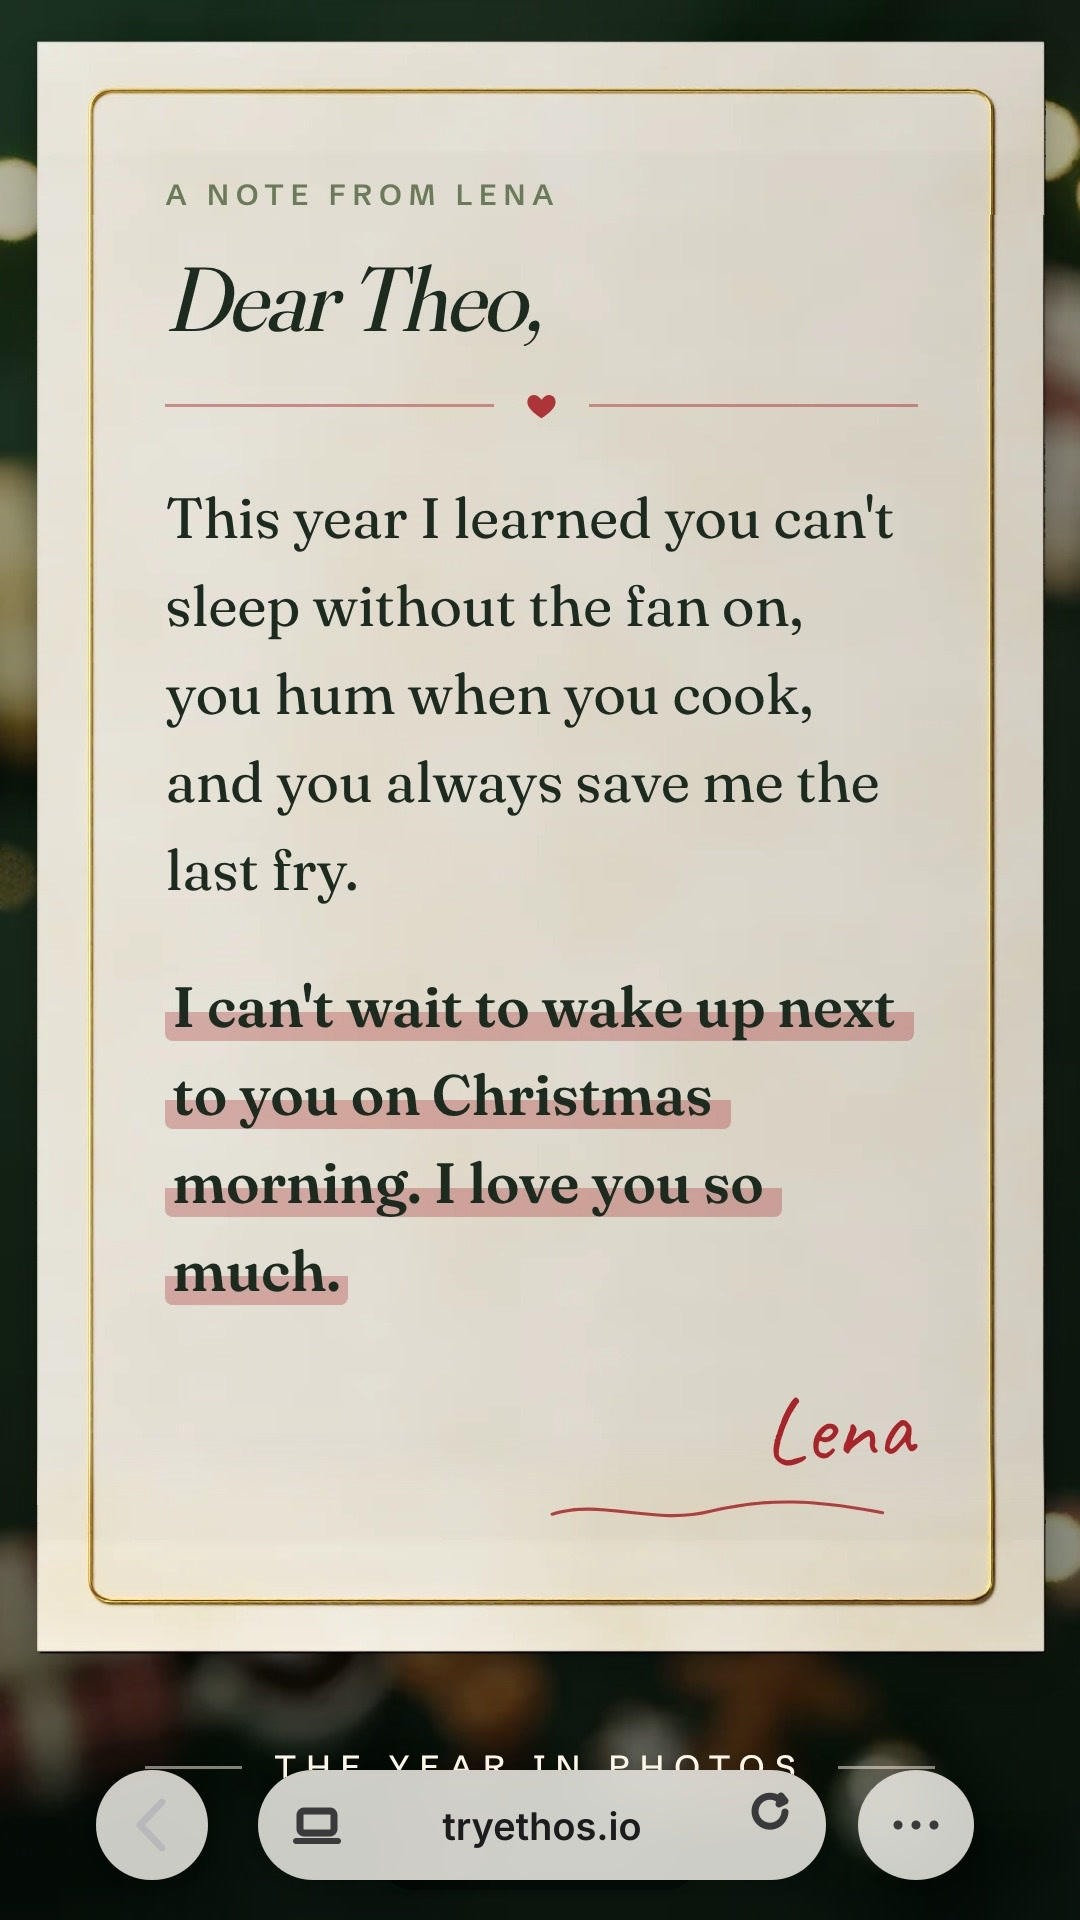 A NOTE FROM LENA
Dear Theo,
This year I learned you can't
sleep without the fan on,
you hum when you cook,
and you always save me the
last fry.
I can't wait to wake up next
to you on Christmas
morning. I love you so
much.
Lena
THE YEAR IN PHOTOS
tryethos.io